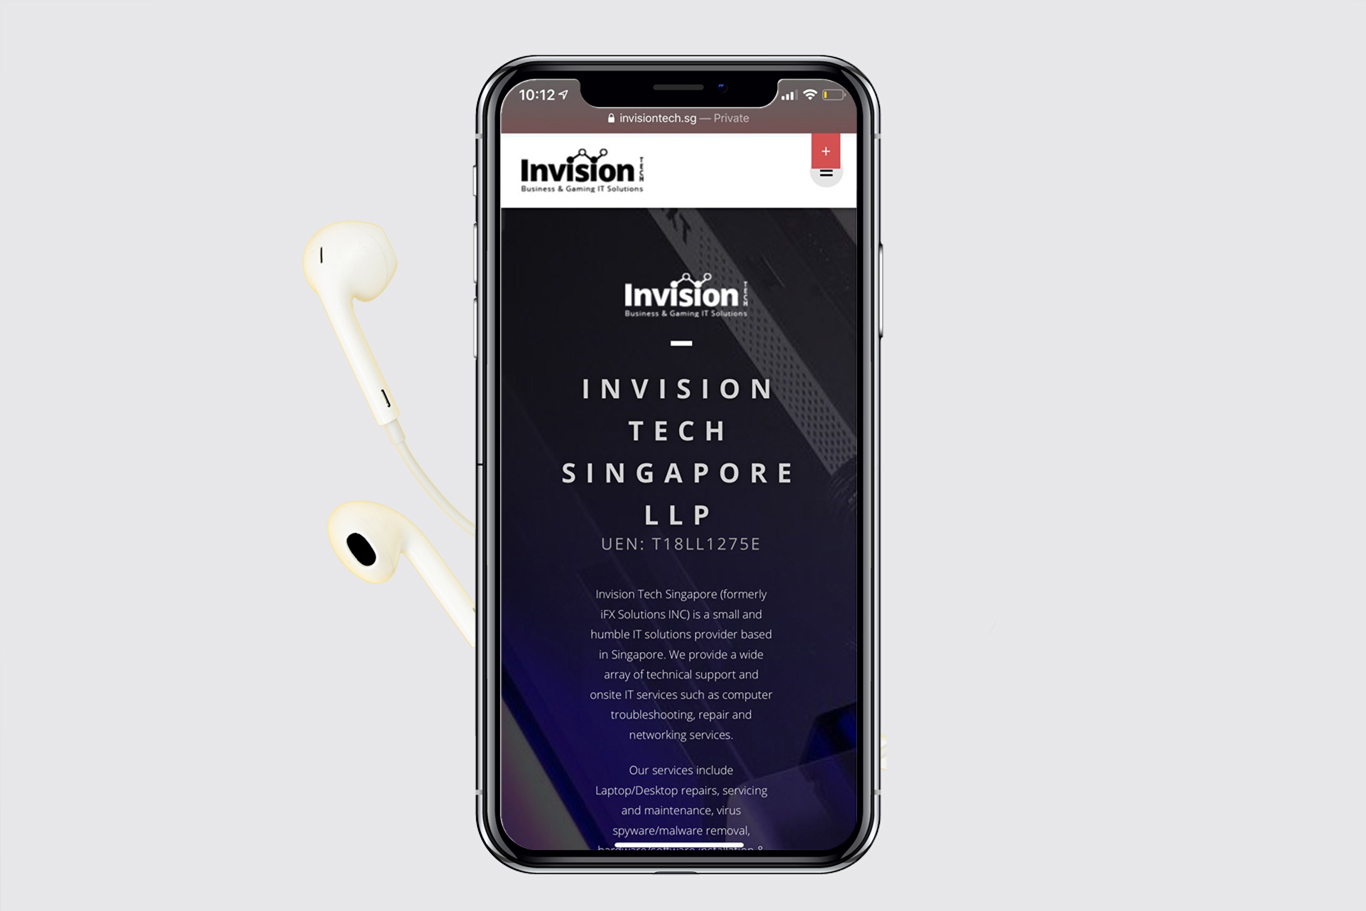 10:12
invisiontech.sg — Private
+
Invision TECH
Business & Gaming IT Solutions
Invision TECH
Business & Gaming IT Solutions
INVISION
TECH
SINGAPORE
LLP
UEN: T18LL1275E
Invision Tech Singapore (formerly
iFX Solutions INC) is a small and
humble IT solutions provider based
in Singapore. We provide a wide
array of technical support and
onsite IT services such as computer
troubleshooting, repair and
networking services.
Our services include
Laptop/Desktop repairs, servicing
and maintenance, virus
spyware/malware removal,
hardware/software installation &